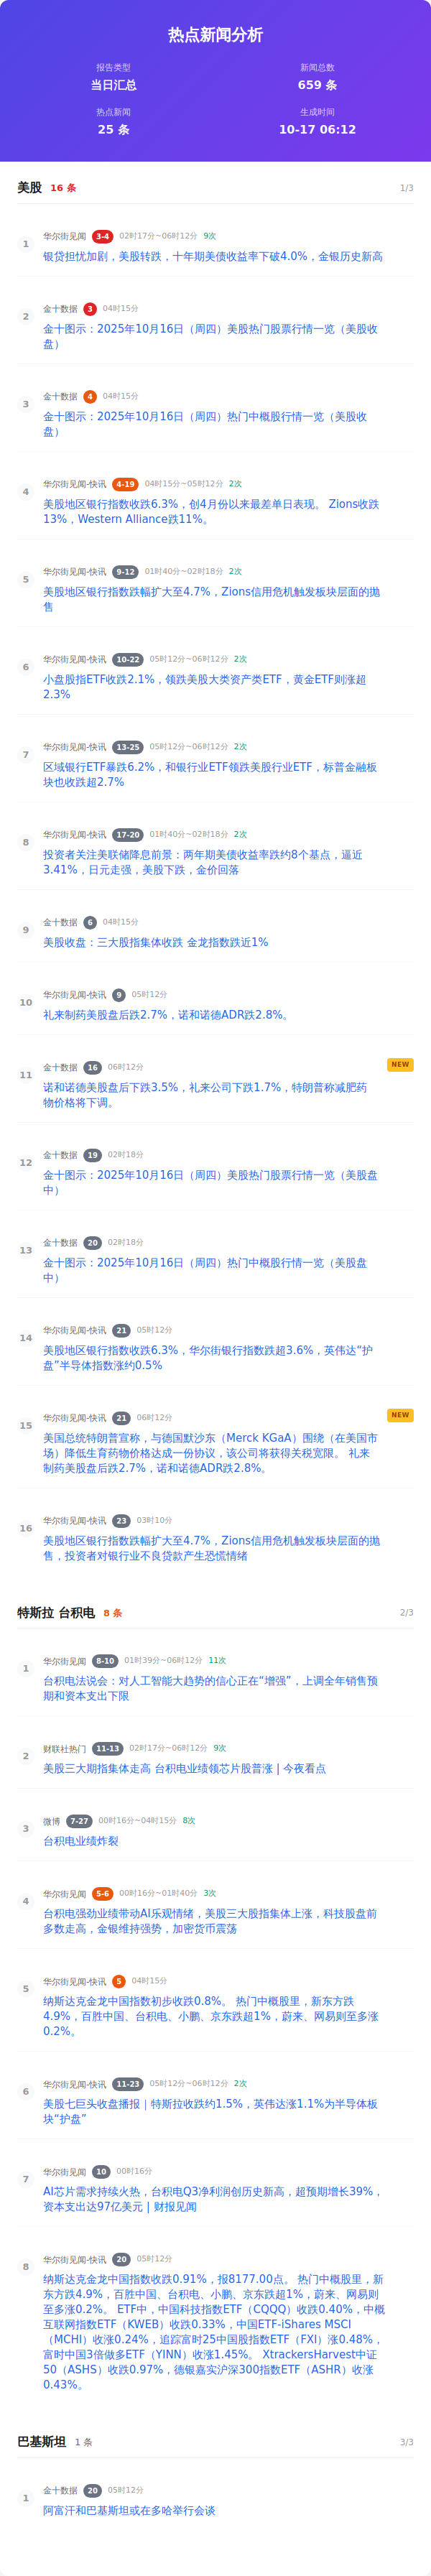 热点新闻分析
报告类型
新闻总数
当日汇总
659 条
热点新闻
生成时间
25 条
10-17 06:12
美股 16 条 1/3
1
华尔街见闻 3-4 02时17分~06时12分 9次
银贷担忧加剧，美股转跌，十年期美债收益率下破4.0%，金银历史新高
2
金十数据 3 04时15分
金十图示：2025年10月16日（周四）美股热门股票行情一览（美股收
盘）
3
金十数据 4 04时15分
金十图示：2025年10月16日（周四）热门中概股行情一览（美股收
盘）
4
华尔街见闻-快讯 4-19 04时15分~05时12分 2次
美股地区银行指数收跌6.3%，创4月份以来最差单日表现。 Zions收跌
13%，Western Alliance跌11%。
5
华尔街见闻-快讯 9-12 01时40分~02时18分 2次
美股地区银行指数跌幅扩大至4.7%，Zions信用危机触发板块层面的抛
售
6
华尔街见闻-快讯 10-22 05时12分~06时12分 2次
小盘股指ETF收跌2.1%，领跌美股大类资产类ETF，黄金ETF则涨超
2.3%
7
华尔街见闻-快讯 13-25 05时12分~06时12分 2次
区域银行ETF暴跌6.2%，和银行业ETF领跌美股行业ETF，标普金融板
块也收跌超2.7%
8
华尔街见闻-快讯 17-20 01时40分~02时18分 2次
投资者关注美联储降息前景：两年期美债收益率跌约8个基点，逼近
3.41%，日元走强，美股下跌，金价回落
9
金十数据 6 04时15分
美股收盘：三大股指集体收跌 金龙指数跌近1%
10
华尔街见闻-快讯 9 05时12分
礼来制药美股盘后跌2.7%，诺和诺德ADR跌2.8%。
11
金十数据 16 06时12分
NEW
诺和诺德美股盘后下跌3.5%，礼来公司下跌1.7%，特朗普称减肥药
物价格将下调。
12
金十数据 19 02时18分
金十图示：2025年10月16日（周四）美股热门股票行情一览（美股盘
中）
13
金十数据 20 02时18分
金十图示：2025年10月16日（周四）热门中概股行情一览（美股盘
中）
14
华尔街见闻-快讯 21 05时12分
美股地区银行指数收跌6.3%，华尔街银行指数跌超3.6%，英伟达“护
盘”半导体指数涨约0.5%
15
华尔街见闻-快讯 21 06时12分
NEW
美国总统特朗普宣称，与德国默沙东（Merck KGaA）围绕（在美国市
场）降低生育药物价格达成一份协议，该公司将获得关税宽限。 礼来
制药美股盘后跌2.7%，诺和诺德ADR跌2.8%。
16
华尔街见闻-快讯 23 03时10分
美股地区银行指数跌幅扩大至4.7%，Zions信用危机触发板块层面的抛
售，投资者对银行业不良贷款产生恐慌情绪
特斯拉 台积电 8 条 2/3
1
华尔街见闻 8-10 01时39分~06时12分 11次
台积电法说会：对人工智能大趋势的信心正在“增强”，上调全年销售预
期和资本支出下限
2
财联社热门 11-13 02时17分~06时12分 9次
美股三大期指集体走高 台积电业绩领芯片股普涨 | 今夜看点
3
微博 7-27 00时16分~04时15分 8次
台积电业绩炸裂
4
华尔街见闻 5-6 00时16分~01时40分 3次
台积电强劲业绩带动AI乐观情绪，美股三大股指集体上涨，科技股盘前
多数走高，金银维持强势，加密货币震荡
5
华尔街见闻-快讯 5 04时15分
纳斯达克金龙中国指数初步收跌0.8%。 热门中概股里，新东方跌
4.9%，百胜中国、台积电、小鹏、京东跌超1%，蔚来、网易则至多涨
0.2%。
6
华尔街见闻-快讯 11-23 05时12分~06时12分 2次
美股七巨头收盘播报｜特斯拉收跌约1.5%，英伟达涨1.1%为半导体板
块“护盘”
7
华尔街见闻 10 00时16分
AI芯片需求持续火热，台积电Q3净利润创历史新高，超预期增长39%，
资本支出达97亿美元 | 财报见闻
8
华尔街见闻-快讯 20 05时12分
纳斯达克金龙中国指数收跌0.91%，报8177.00点。 热门中概股里，新
东方跌4.9%，百胜中国、台积电、小鹏、京东跌超1%，蔚来、网易则
至多涨0.2%。 ETF中，中国科技指数ETF（CQQQ）收跌0.40%，中概
互联网指数ETF（KWEB）收跌0.33%，中国ETF-iShares MSCI
（MCHI）收涨0.24%，追踪富时25中国股指数ETF（FXI）涨0.48%，
富时中国3倍做多ETF（YINN）收涨1.45%。 XtrackersHarvest中证
50（ASHS）收跌0.97%，德银嘉实沪深300指数ETF（ASHR）收涨
0.43%。
巴基斯坦 1 条 3/3
1
金十数据 20 05时12分
阿富汗和巴基斯坦或在多哈举行会谈